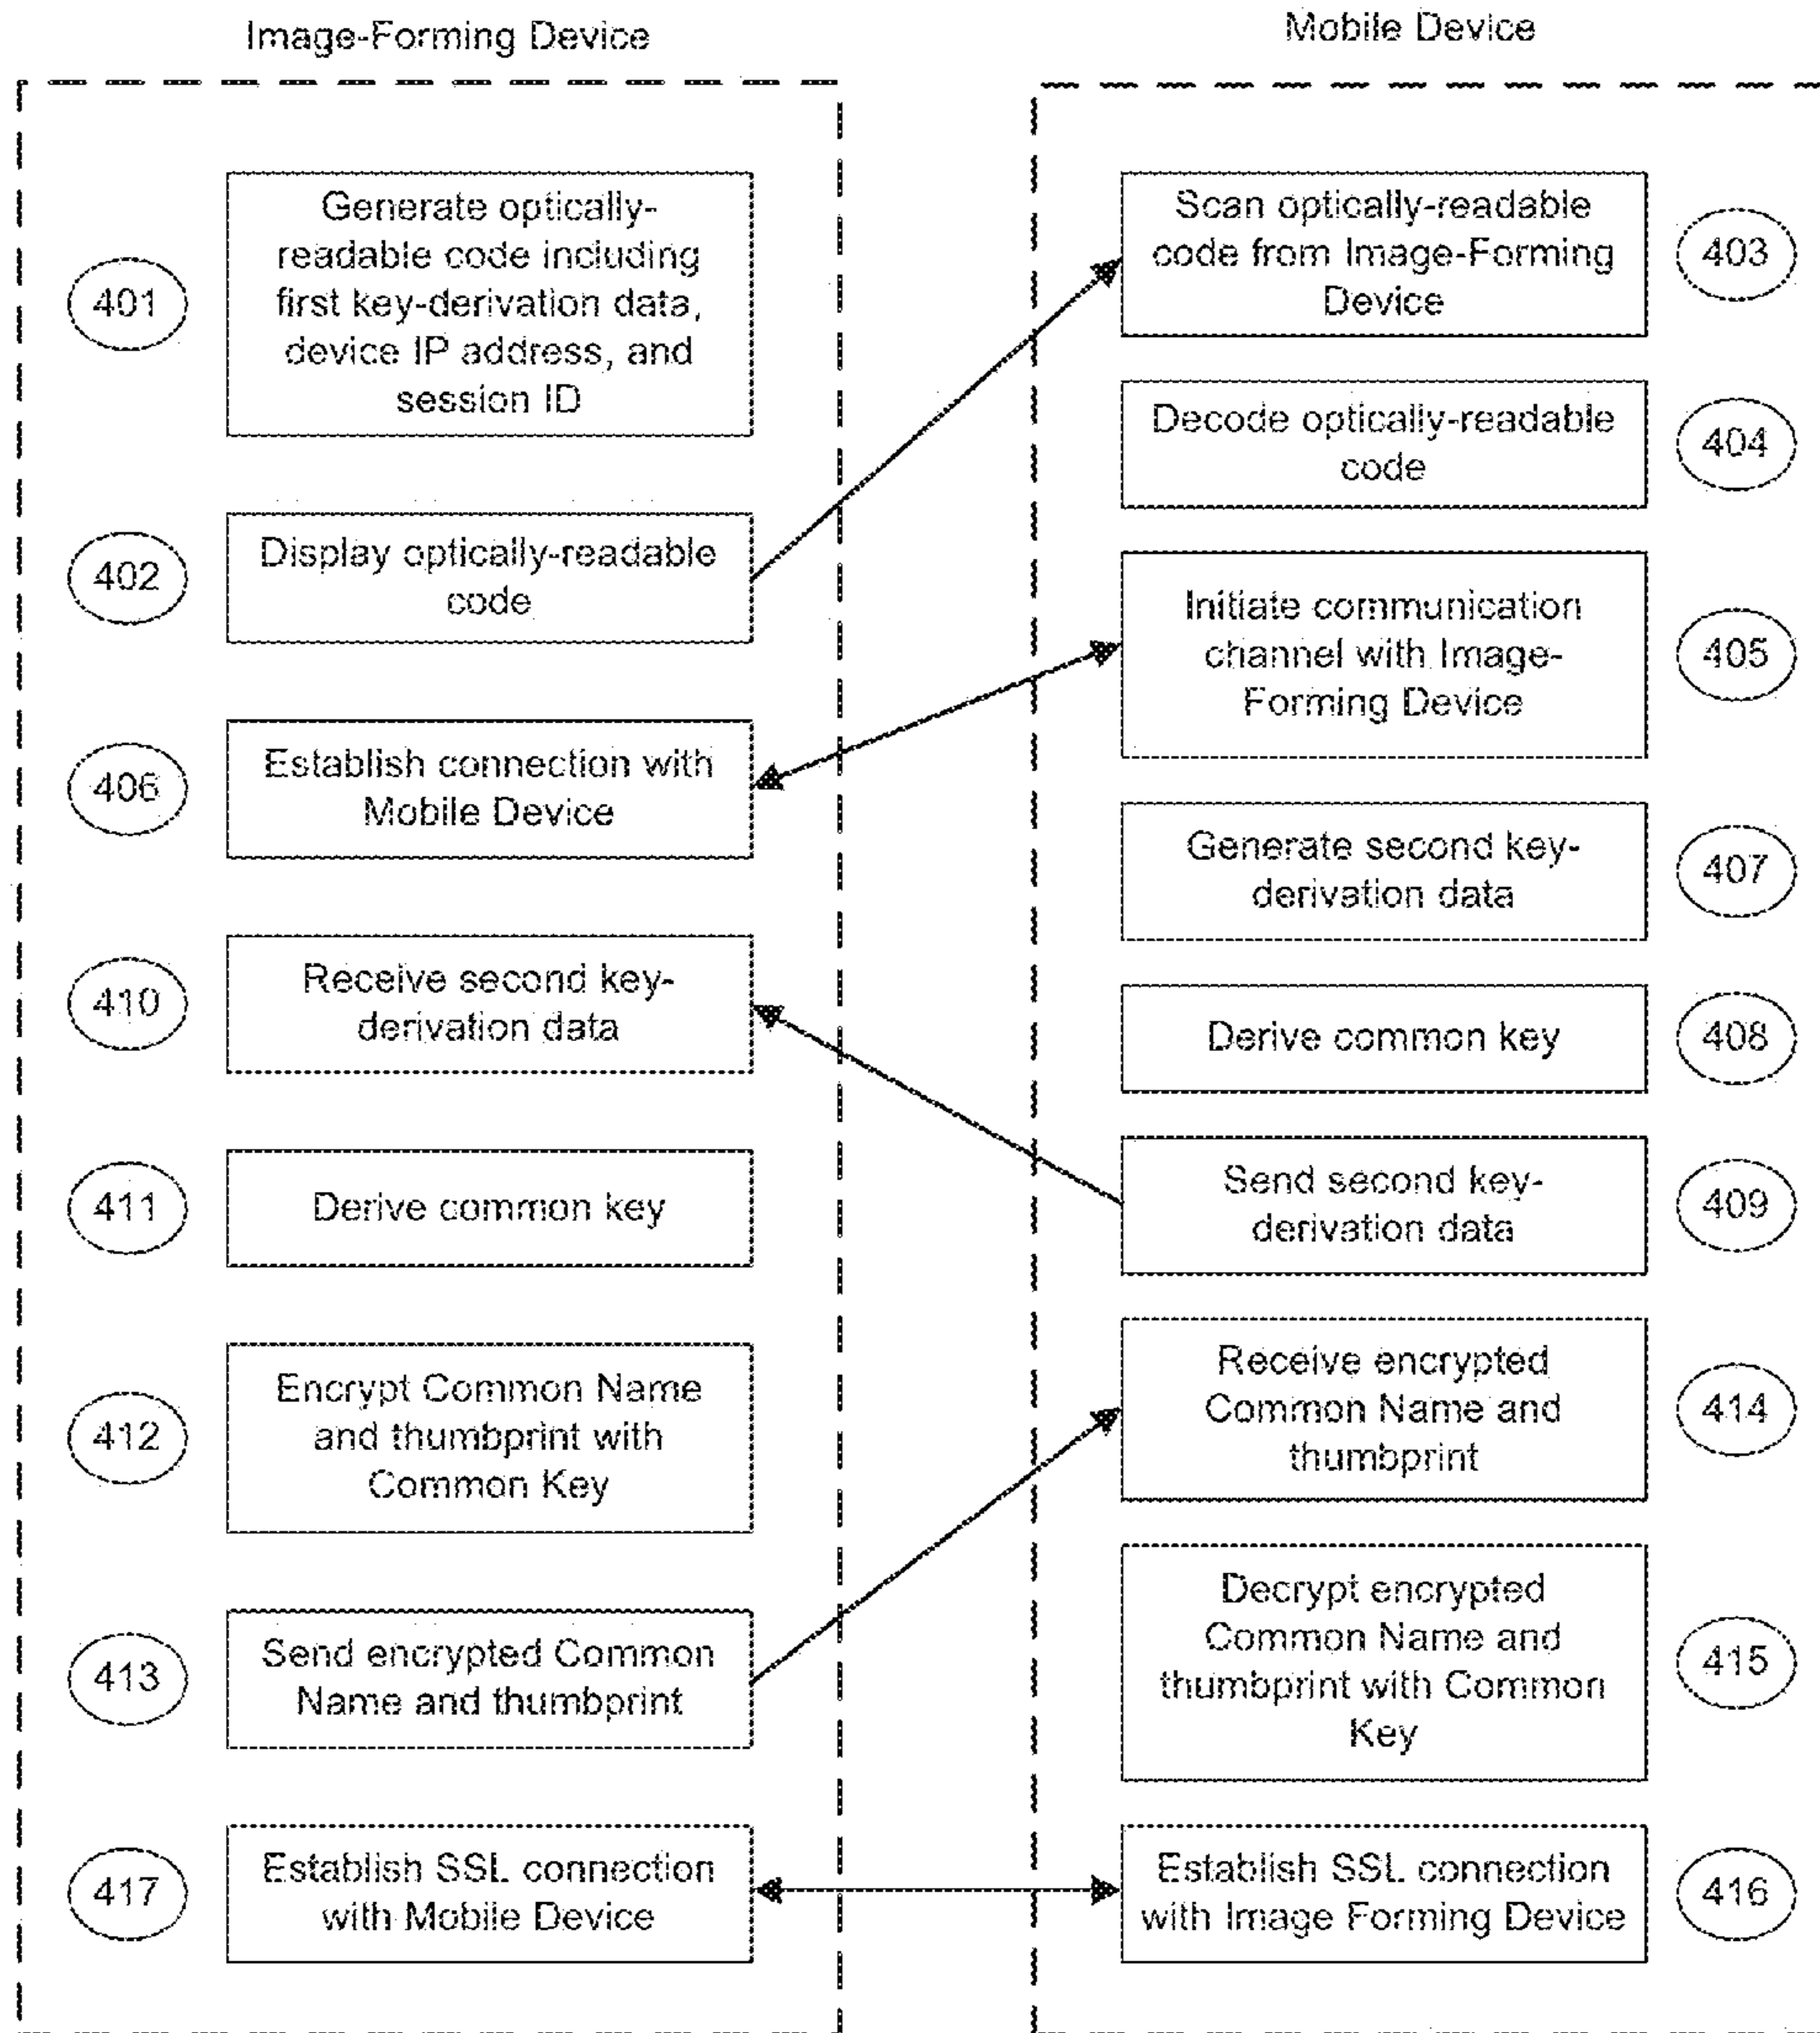 Image-Forming Device
401
Generate optically-
readable code including
first key-derivation data,
device IP address, and
session ID
402
Display optically-readable
code
406
Establish connection with
Mobile Device
410
Receive second key-
derivation data
411
Derive common key
412
Encrypt Common Name
and thumbprint with
Common Key
413
Send encrypted Common
Name and thumbprint
417
Establish SSL connection
with Mobile Device
Mobile Device
Scan optically-readable
code from Image-Forming
Device
403
Decode optically-readable
code
404
Initiate communication
channel with Image-
Forming Device
405
Generate second key-
derivation data
407
Derive common key
408
Send second key-
derivation data
409
Receive encrypted
Common Name and
thumbprint
414
Decrypt encrypted
Common Name and
thumbprint with Common
Key
415
Establish SSL connection
with Image Forming Device
416